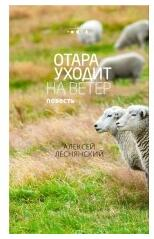 ОТАРА
УХОДИТ
НА ВЕТЕР
повесть
АЛЕКСЕЙ
ЛЕСНЯНСКИЙ